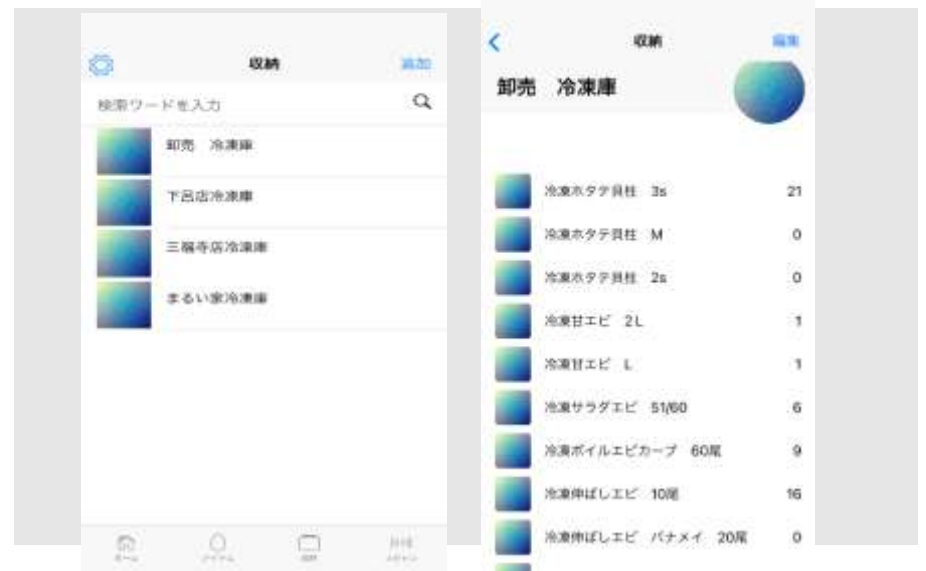 収納
追加
検索ワードを入力
卸売 冷凍庫
下呂店冷凍庫
三福寺店冷凍庫
まるい家冷凍庫
ホーム
収納
編集
卸売 冷凍庫
冷凍ホタテ貝柱 3s 21
冷凍ホタテ貝柱 M 0
冷凍ホタテ貝柱 2s 0
冷凍甘エビ 2L 1
冷凍甘エビ L 1
冷凍サラダエビ 51/60 6
冷凍ボイルエビカーブ 60尾 9
冷凍伸ばしエビ 10尾 16
冷凍伸ばしエビ バナメイ 20尾 0